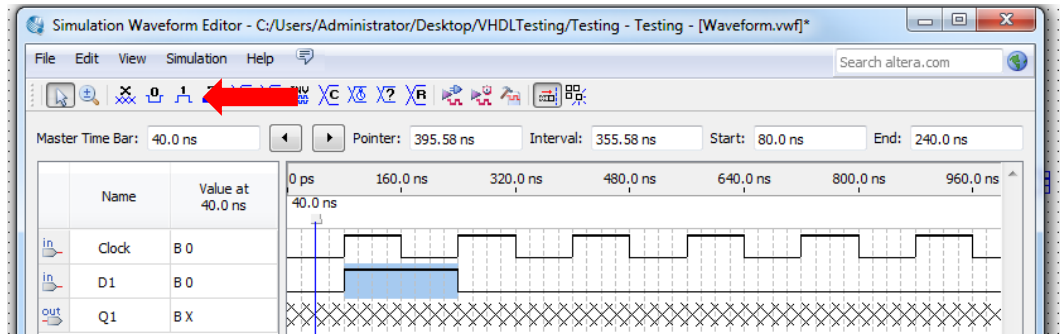 Simulation Waveform Editor - C:/Users/Administrator/Desktop/VHDLTesting/Testing - Testing - [Waveform.vwf]*
File Edit View Simulation Help Search altera.com
Master Time Bar: 40.0 ns Pointer: 395.58 ns Interval: 355.58 ns Start: 80.0 ns End: 240.0 ns
Name Value at 40.0 ns
0 ps 160.0 ns 320.0 ns 480.0 ns 640.0 ns 800.0 ns 960.0 ns
40.0 ns
in Clock B 0
in D1 B 0
out Q1 B X